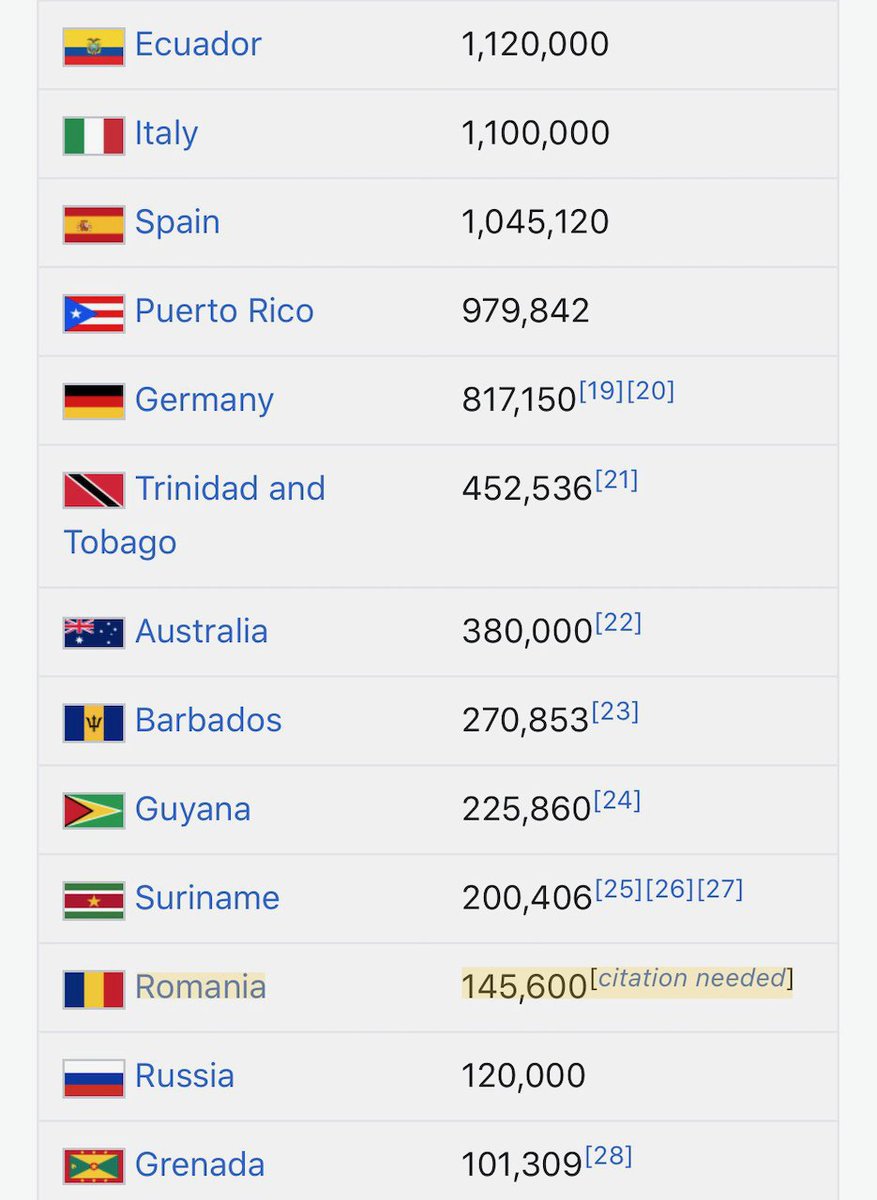 Ecuador 1,120,000
Italy 1,100,000
Spain 1,045,120
Puerto Rico 979,842
Germany 817,150[19][20]
Trinidad and 452,536[21]
Tobago
Australia 380,000[22]
Barbados 270,853[23]
Guyana 225,860[24]
Suriname 200,406[25][26][27]
Romania 145,600[citation needed]
Russia 120,000
Grenada 101,309[28]